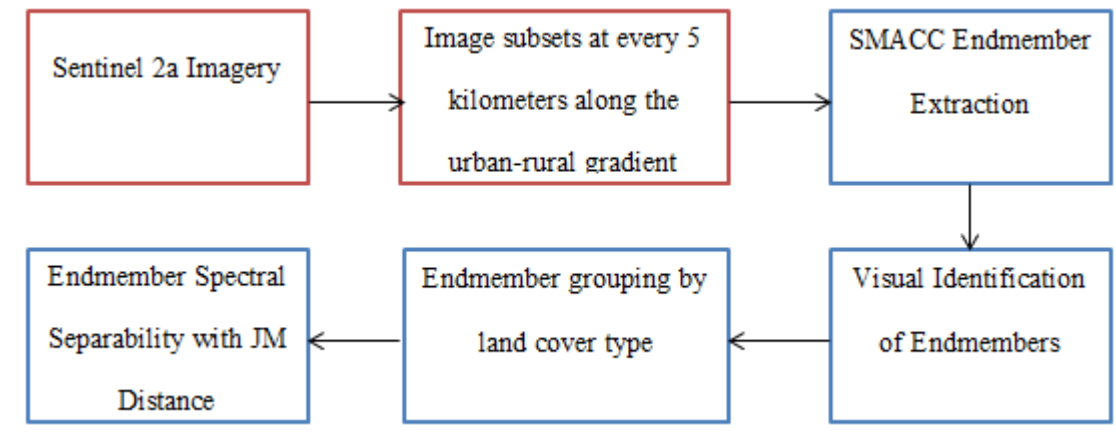 Sentinel 2a Imagery
Image subsets at every 5
kilometers along the
urban-rural gradient
SMACC Endmember
Extraction
Visual Identification
of Endmembers
Endmember grouping by
land cover type
Endmember Spectral
Separability with JM
Distance